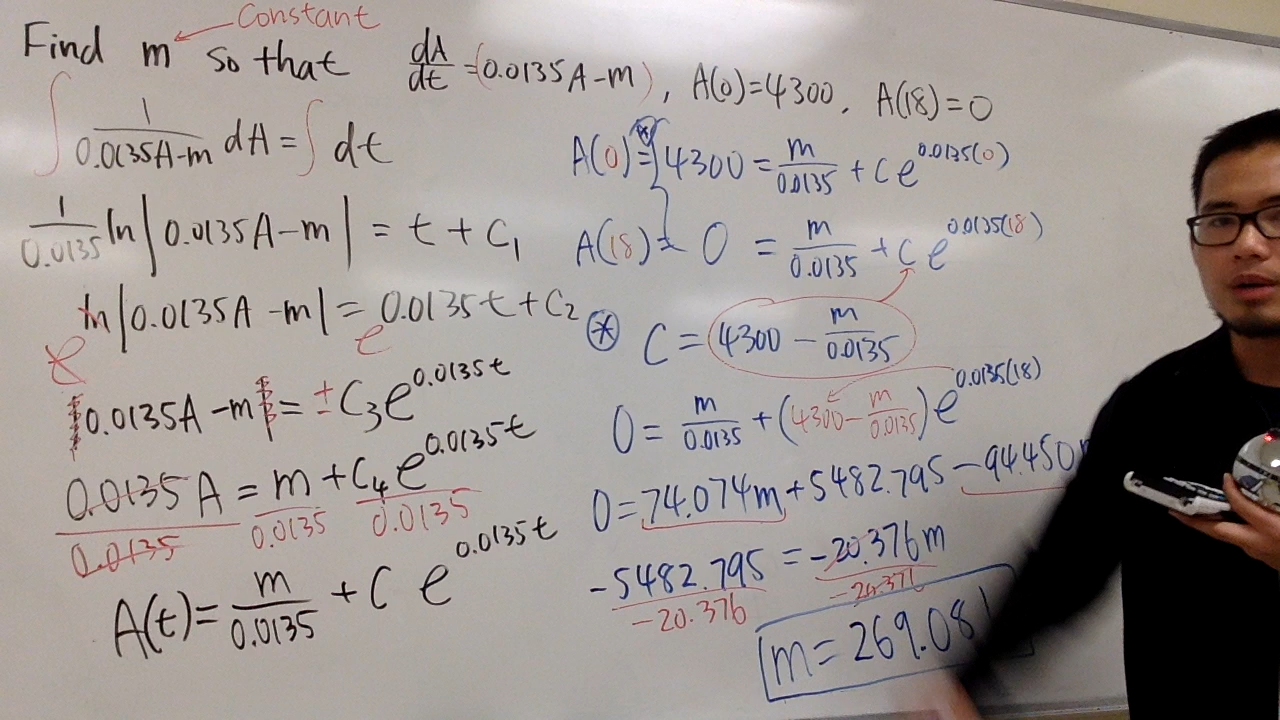 Constant
Find m so that dA/dt = (0.0135A - m), A(0) = 4300, A(18) = 0
∫ 1/(0.0135A - m) dA = ∫ dt
1/0.0135 ln|0.0135A - m| = t + C₁
ln|0.0135A - m| = 0.0135t + C₂
e e
|0.0135A - m| = ± C₃e^(0.0135t)
0.0135A = m + C₄e^(0.0135t)
0.0135 0.0135 0.0135
A(t) = m/0.0135 + C e^(0.0135t)
A(0) = 4300 = m/0.0135 + C e^(0.0135(0))
A(18) = 0 = m/0.0135 + C e^(0.0135(18))
* C = 4300 - m/0.0135
0 = m/0.0135 + (4300 - m/0.0135) e^(0.0135(18))
0 = 74.074m + 5482.795 - 94.450
-5482.795 = -20.376m
-20.376 -20.376
m = 269.081